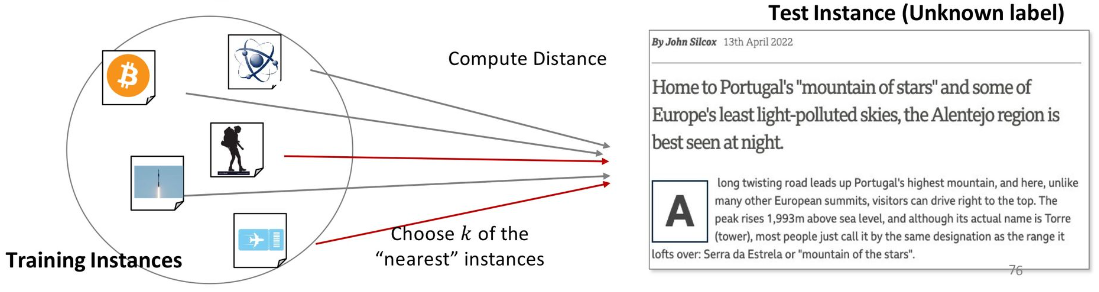 Test Instance (Unknown label)
Compute Distance
Choose k of the
"nearest" instances
Training Instances
By John Silcox 13th April 2022
Home to Portugal's "mountain of stars" and some of
Europe's least light-polluted skies, the Alentejo region is
best seen at night.
A long twisting road leads up Portugal's highest mountain, and here, unlike
many other European summits, visitors can drive right to the top. The
peak rises 1,993m above sea level, and although its actual name is Torre
(tower), most people just call it by the same designation as the range it
lofts over: Serra da Estrela or "mountain of the stars".
76